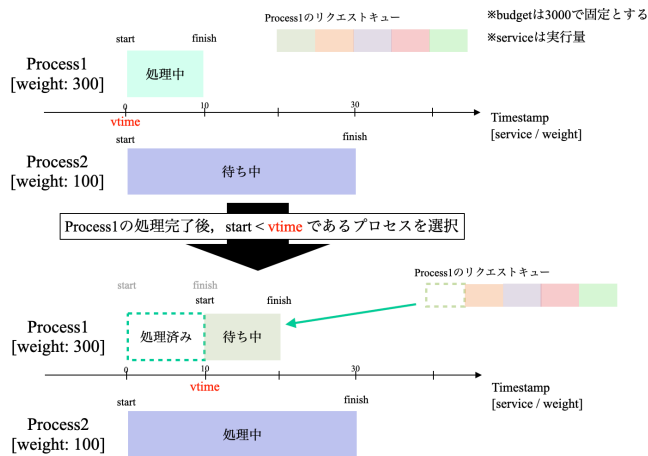 Process1のリクエストキュー
※budgetは3000で固定とする
※serviceは実行量
start
finish
Process1
[weight: 300]
処理中
0
10
30
vtime
Timestamp
[service / weight]
start
finish
Process2
[weight: 100]
待ち中
Process1の処理完了後，start < vtime であるプロセスを選択
Process1のリクエストキュー
start
finish
start
finish
Process1
[weight: 300]
処理済み
待ち中
0
10
30
vtime
Timestamp
[service / weight]
start
finish
Process2
[weight: 100]
処理中